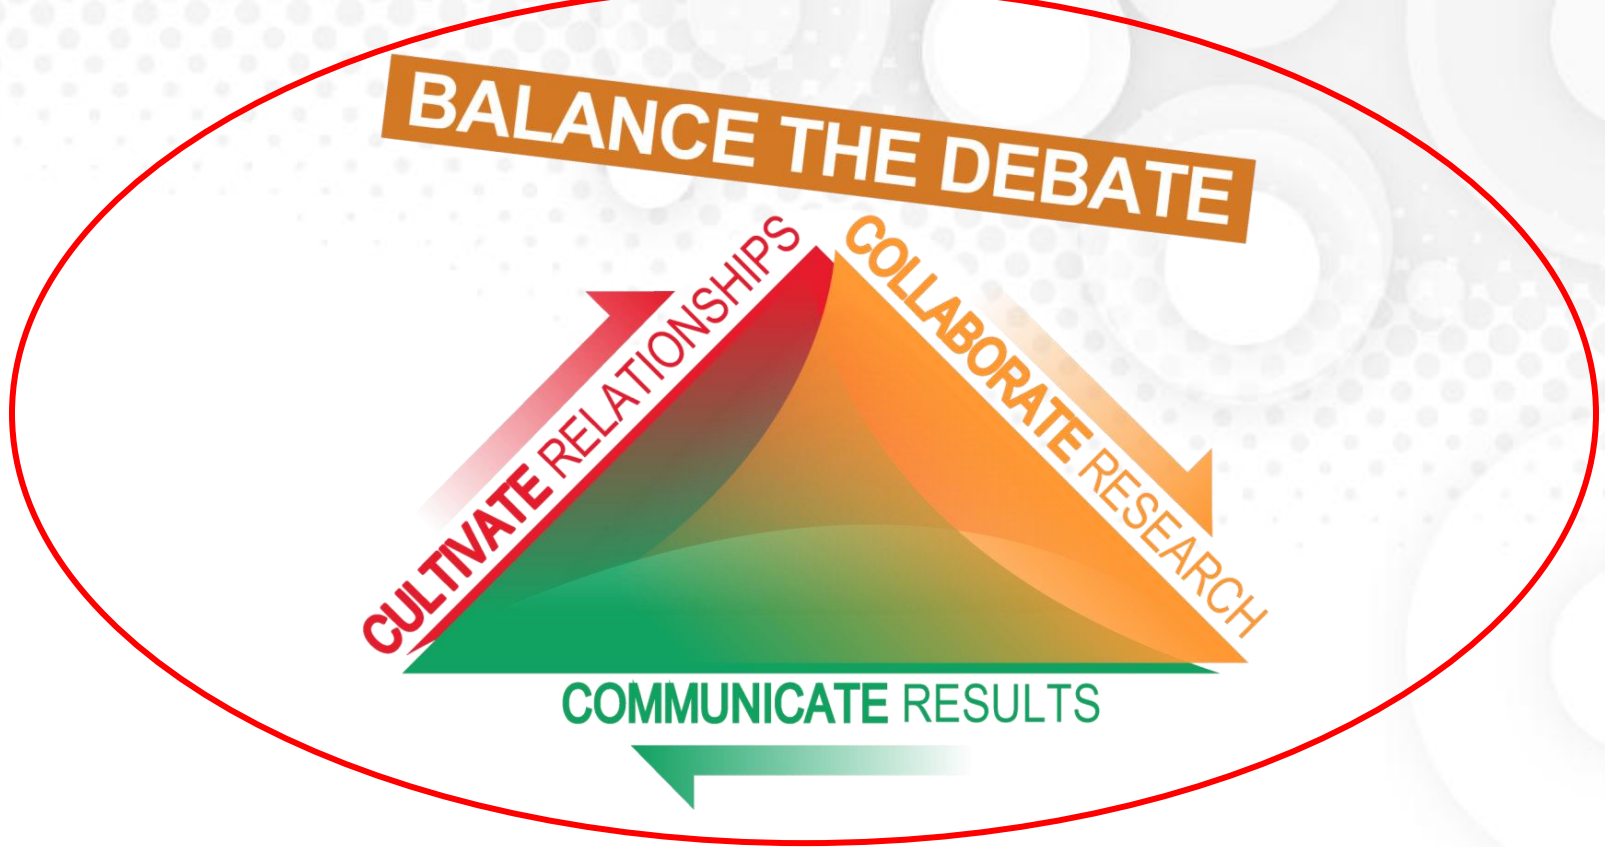 BALANCE THE DEBATE
CULTIVATE RELATIONSHIPS
COLLABORATE RESEARCH
COMMUNICATE RESULTS